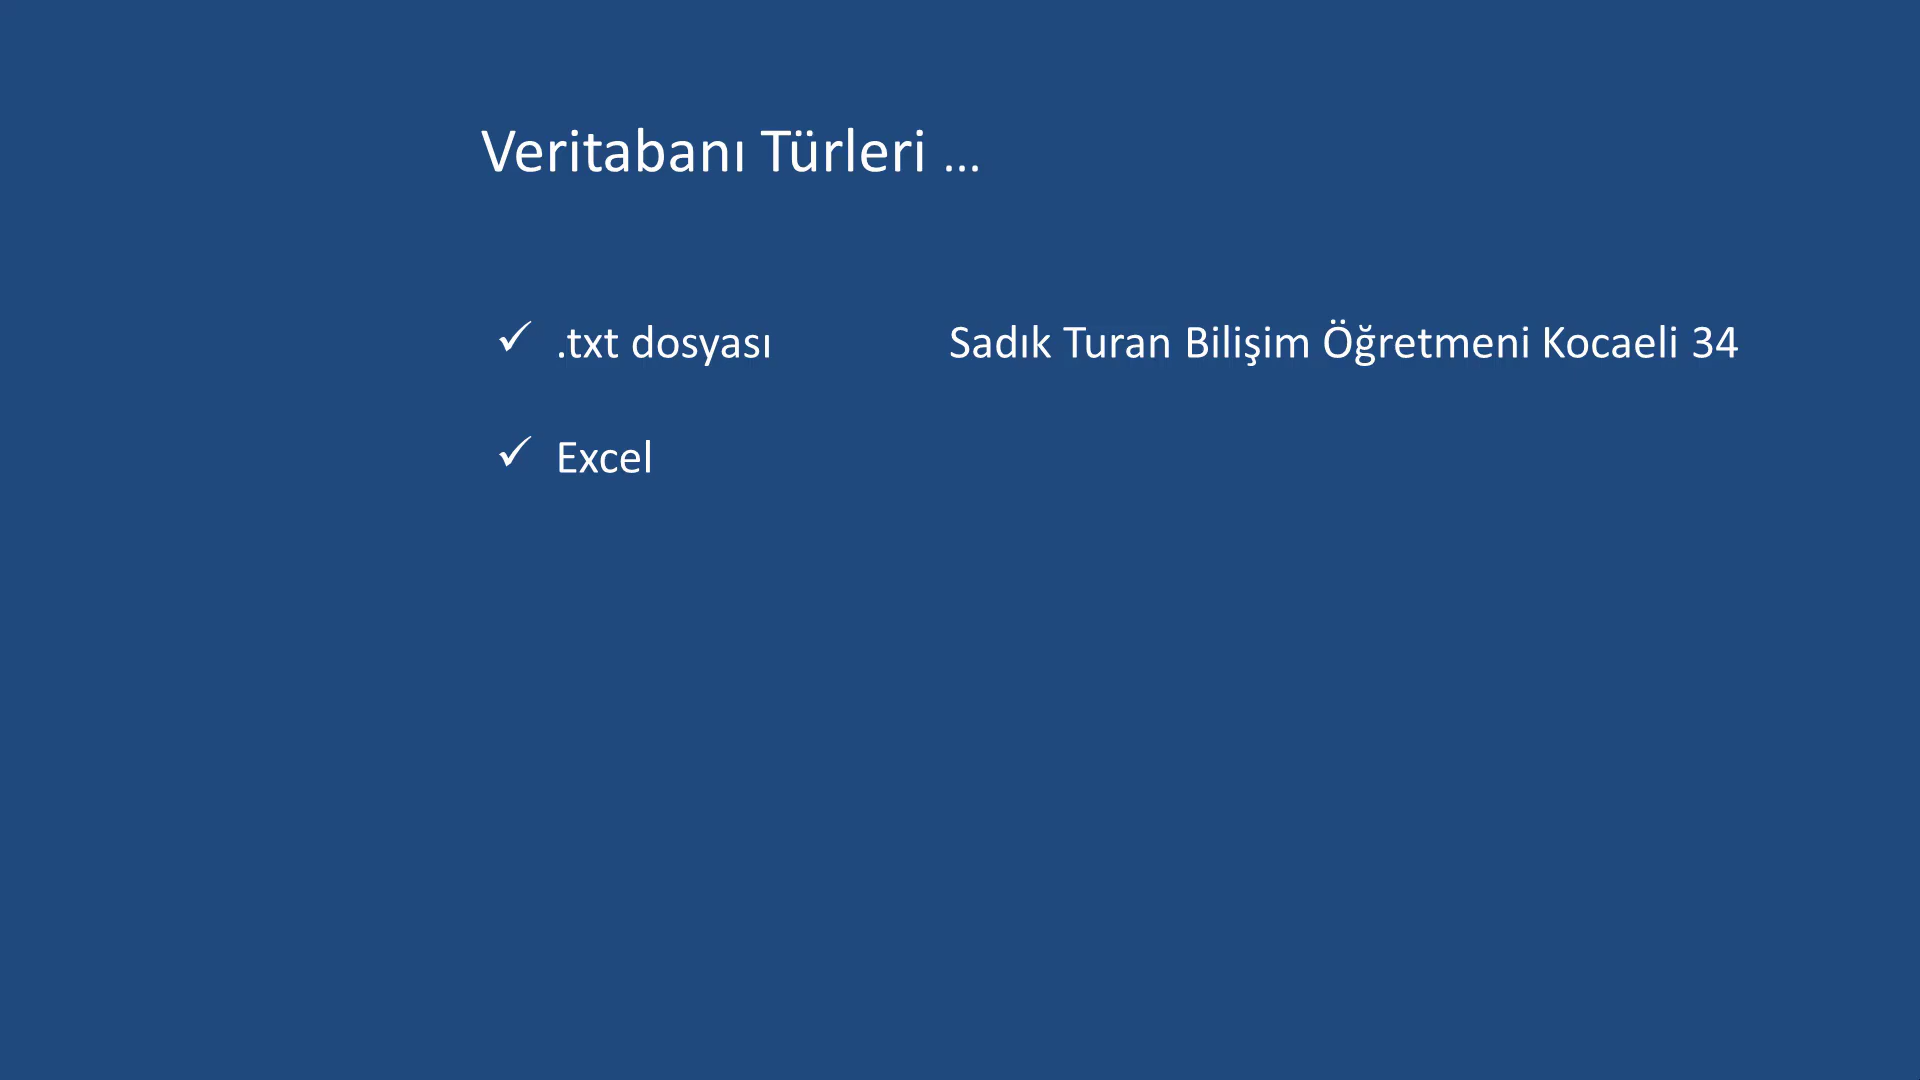 Veritabanı Türleri ...
✓ .txt dosyası Sadık Turan Bilişim Öğretmeni Kocaeli 34
✓ Excel